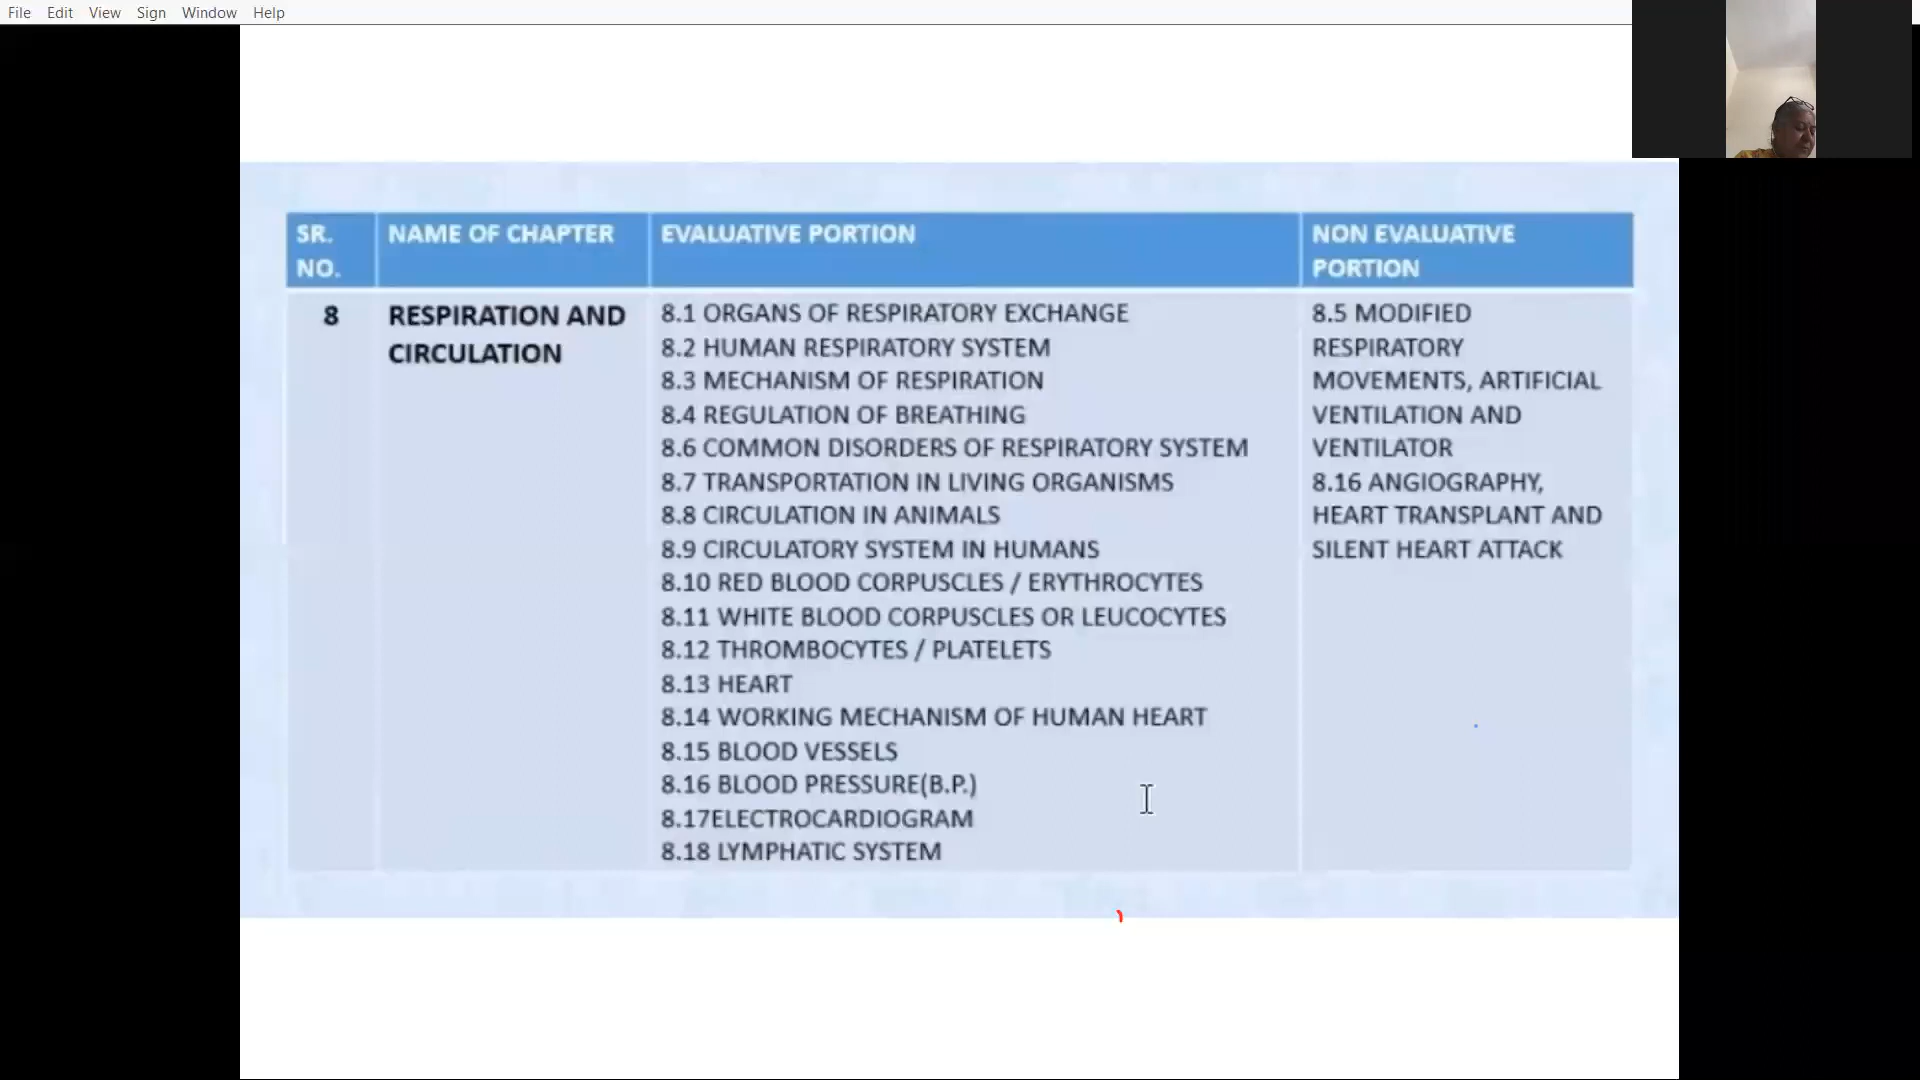 File Edit View Sign Window Help
SR. NO.
NAME OF CHAPTER
EVALUATIVE PORTION
NON EVALUATIVE PORTION
8
RESPIRATION AND
CIRCULATION
8.1 ORGANS OF RESPIRATORY EXCHANGE
8.2 HUMAN RESPIRATORY SYSTEM
8.3 MECHANISM OF RESPIRATION
8.4 REGULATION OF BREATHING
8.6 COMMON DISORDERS OF RESPIRATORY SYSTEM
8.7 TRANSPORTATION IN LIVING ORGANISMS
8.8 CIRCULATION IN ANIMALS
8.9 CIRCULATORY SYSTEM IN HUMANS
8.10 RED BLOOD CORPUSCLES / ERYTHROCYTES
8.11 WHITE BLOOD CORPUSCLES OR LEUCOCYTES
8.12 THROMBOCYTES / PLATELETS
8.13 HEART
8.14 WORKING MECHANISM OF HUMAN HEART
8.15 BLOOD VESSELS
8.16 BLOOD PRESSURE(B.P.)
8.17ELECTROCARDIOGRAM
8.18 LYMPHATIC SYSTEM
8.5 MODIFIED
RESPIRATORY
MOVEMENTS, ARTIFICIAL
VENTILATION AND
VENTILATOR
8.16 ANGIOGRAPHY,
HEART TRANSPLANT AND
SILENT HEART ATTACK